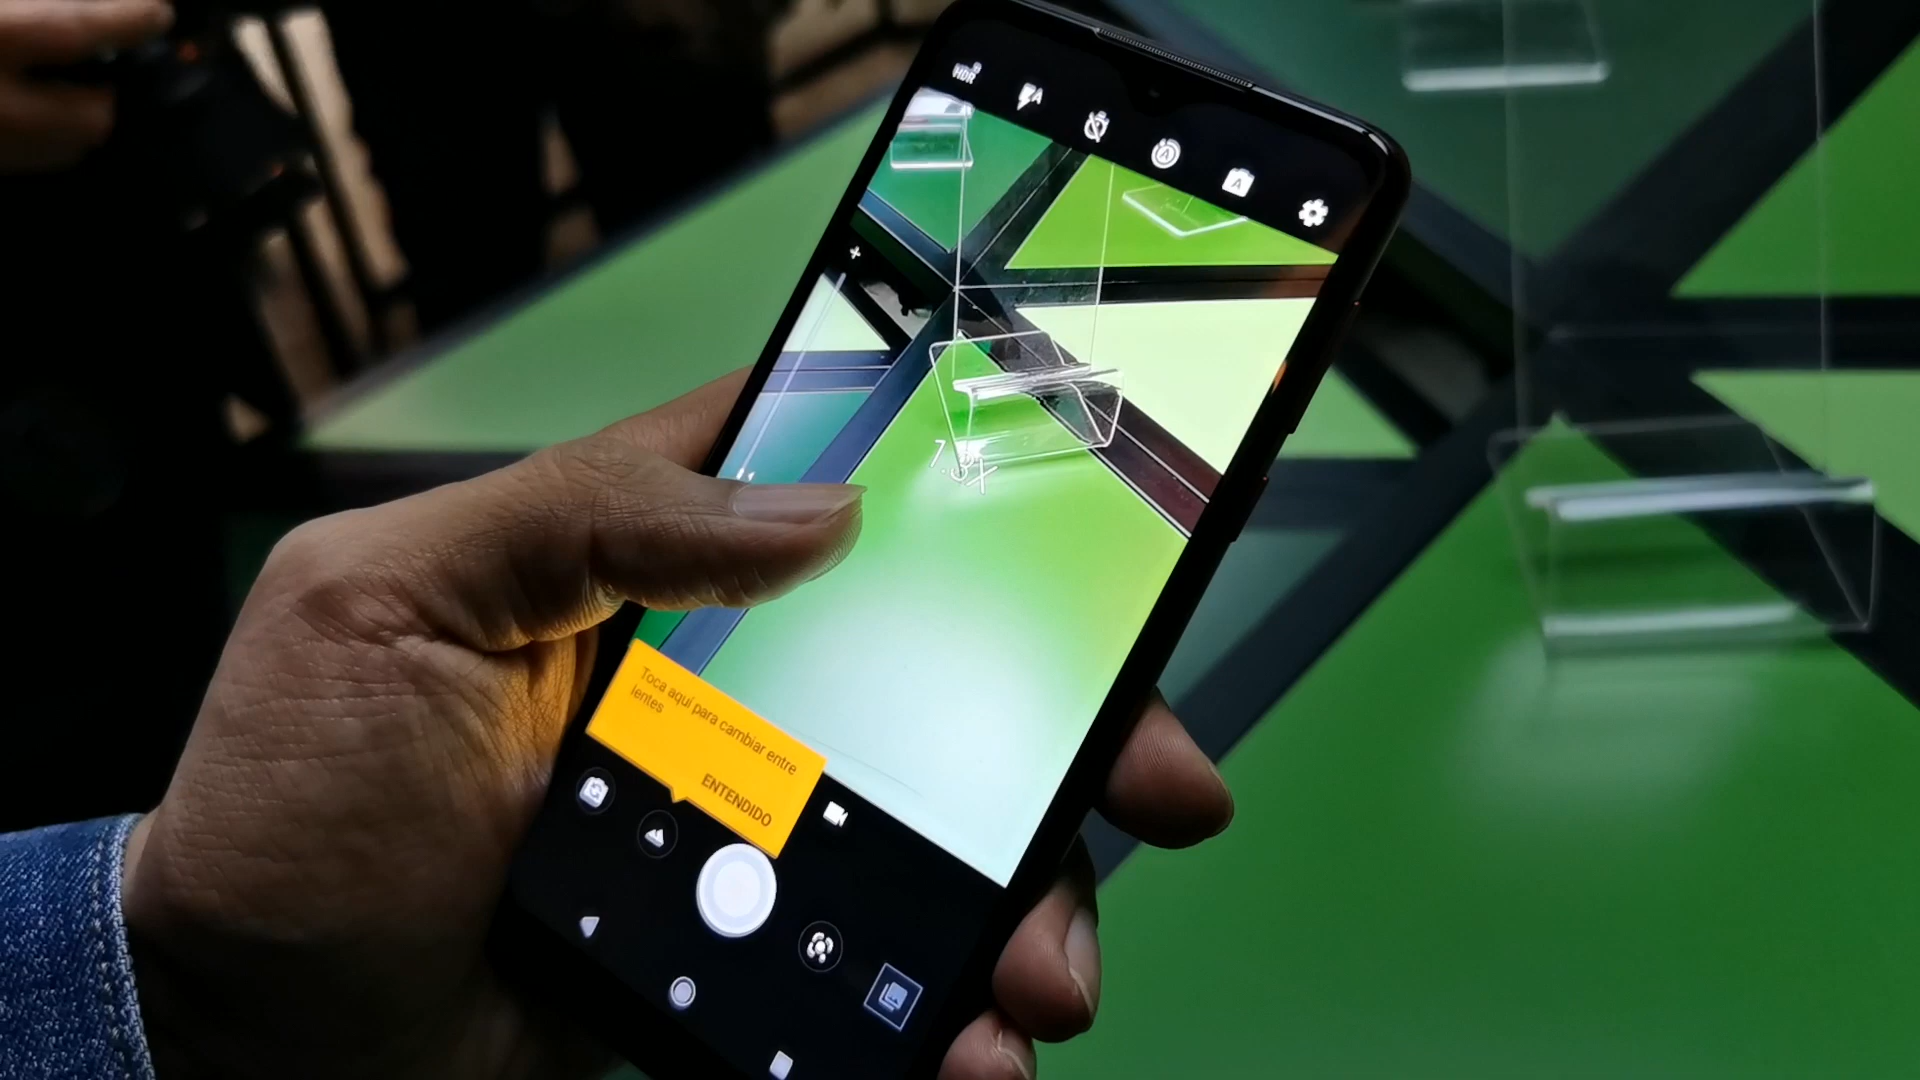 HDR
A
A
A
Toca aquí para cambiar entre
lentes
ENTENDIDO